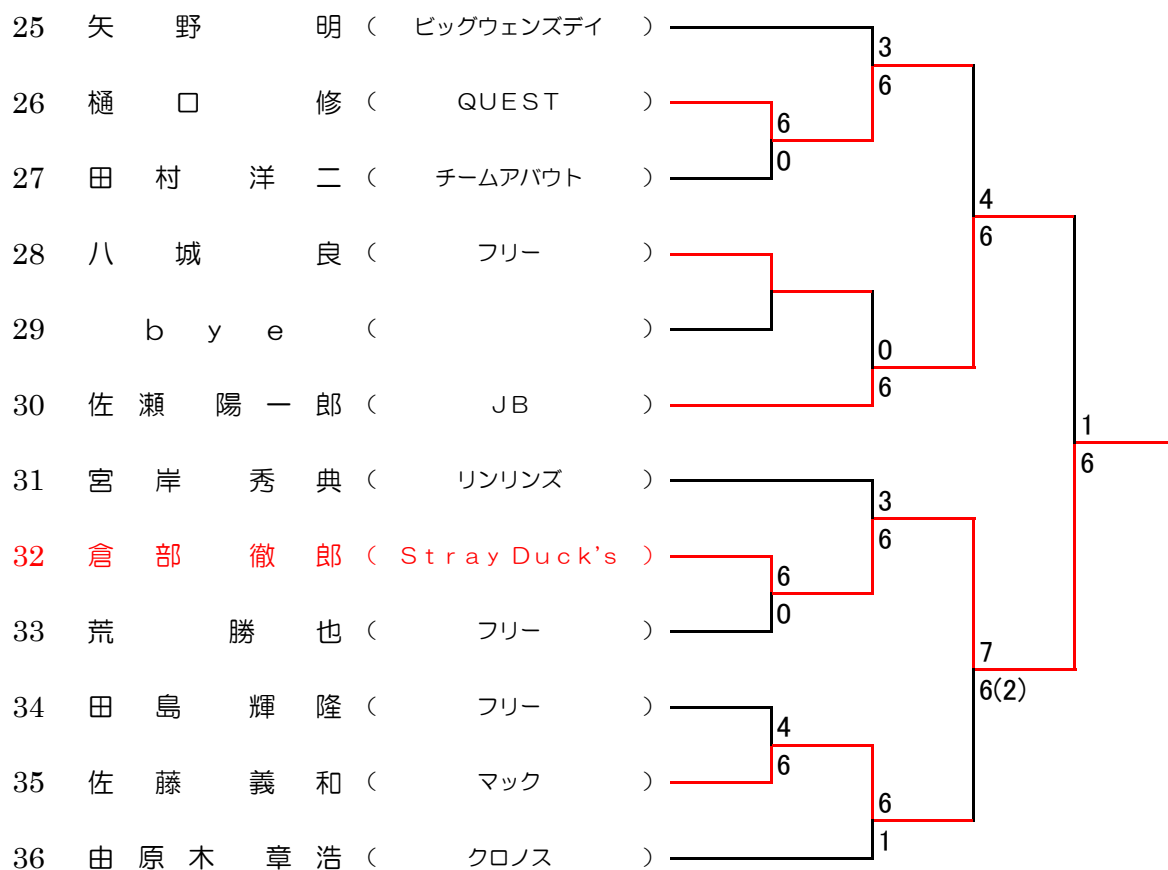 25 矢野 明 ( ビッグウェンズデイ )
3
26 樋口 修 ( QUEST )
6
6
27 田村 洋二 ( チームアバウト )
0
4
28 八城 良 ( フリー )
6
29 bye ( )
0
30 佐瀬 陽一郎 ( JB )
6
1
6
31 宮岸 秀典 ( リンリンズ )
3
32 倉部 徹郎 ( Stray Duck's )
6
6
33 荒 勝也 ( フリー )
0
7
34 田島 輝隆 ( フリー )
6(2)
4
35 佐藤 義和 ( マック )
6
6
36 由原木 章浩 ( クロノス )
1